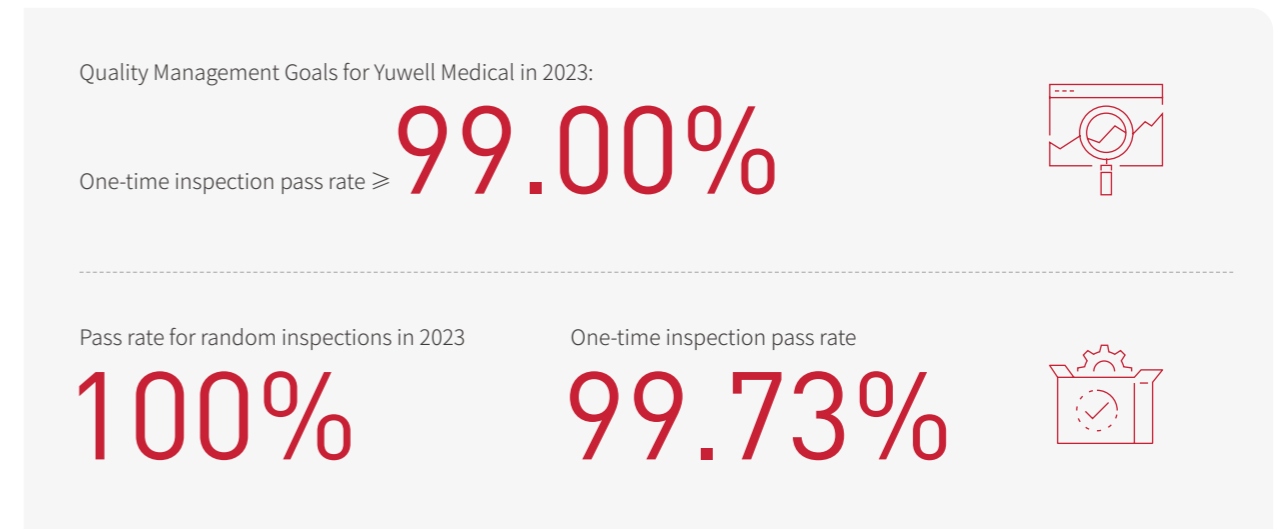 Quality Management Goals for Yuwell Medical in 2023:
One-time inspection pass rate ⩾ 99.00%
Pass rate for random inspections in 2023
100%
One-time inspection pass rate
99.73%